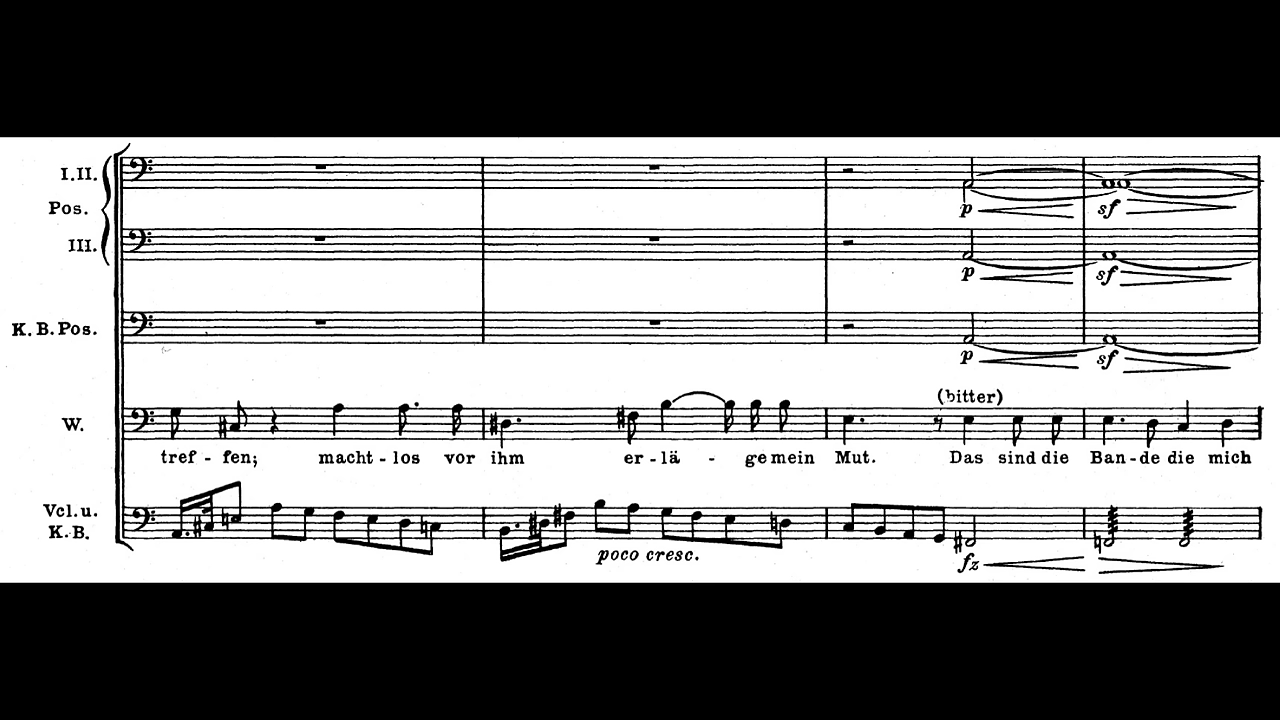 I.II.
Pos.
p sf
III.
p sf
K.B.Pos.
p sf
W.
(bitter)
tref - fen; macht - los vor ihm er - lä - ge mein Mut. Das sind die Ban - de die mich
Vcl. u.
K.B.
poco cresc.
fz